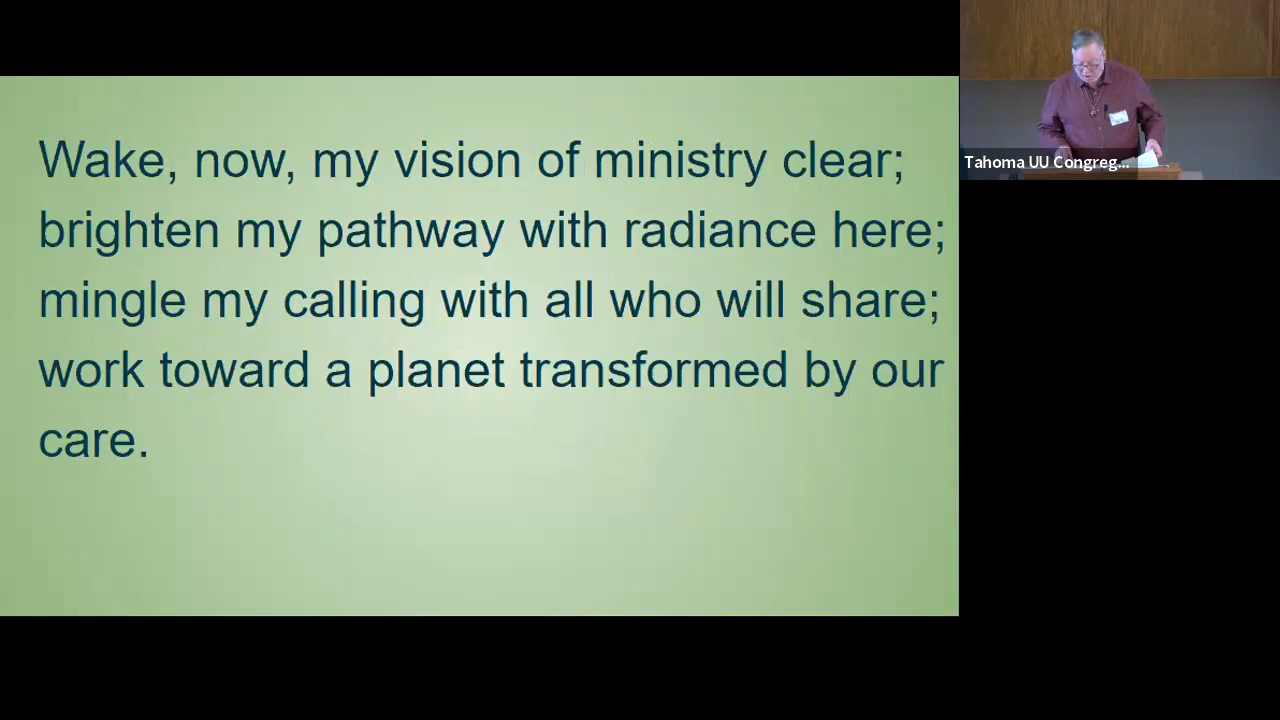 Wake, now, my vision of ministry clear;
brighten my pathway with radiance here;
mingle my calling with all who will share;
work toward a planet transformed by our
care.
Tahoma UU Congreg...